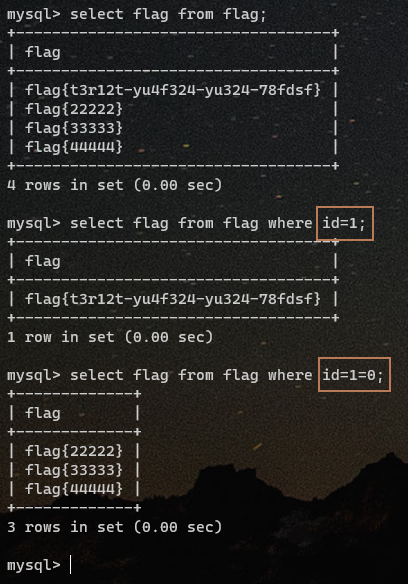 mysql> select flag from flag;
+---------------------------------+
| flag                            |
+---------------------------------+
| flag{t3r12t-yu4f324-yu324-78fdsf} |
| flag{22222}                     |
| flag{33333}                     |
| flag{44444}                     |
+---------------------------------+
4 rows in set (0.00 sec)
mysql> select flag from flag where id=1;
+---------------------------------+
| flag                            |
+---------------------------------+
| flag{t3r12t-yu4f324-yu324-78fdsf} |
+---------------------------------+
1 row in set (0.00 sec)
mysql> select flag from flag where id=1=0;
+-------------+
| flag        |
+-------------+
| flag{22222} |
| flag{33333} |
| flag{44444} |
+-------------+
3 rows in set (0.00 sec)
mysql>